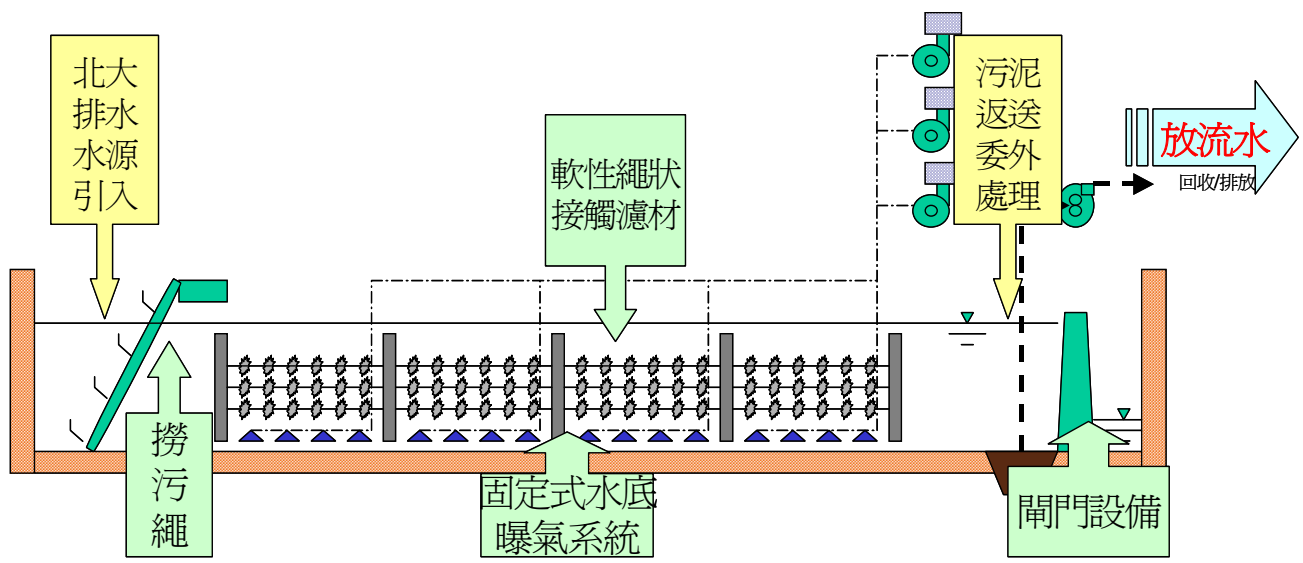 北大
排水
水源
引入
軟性繩狀
接觸濾材
污泥
返送
委外
處理
放流水
回收/排放
撈
污
繩
固定式水底
曝氣系統
閘門設備